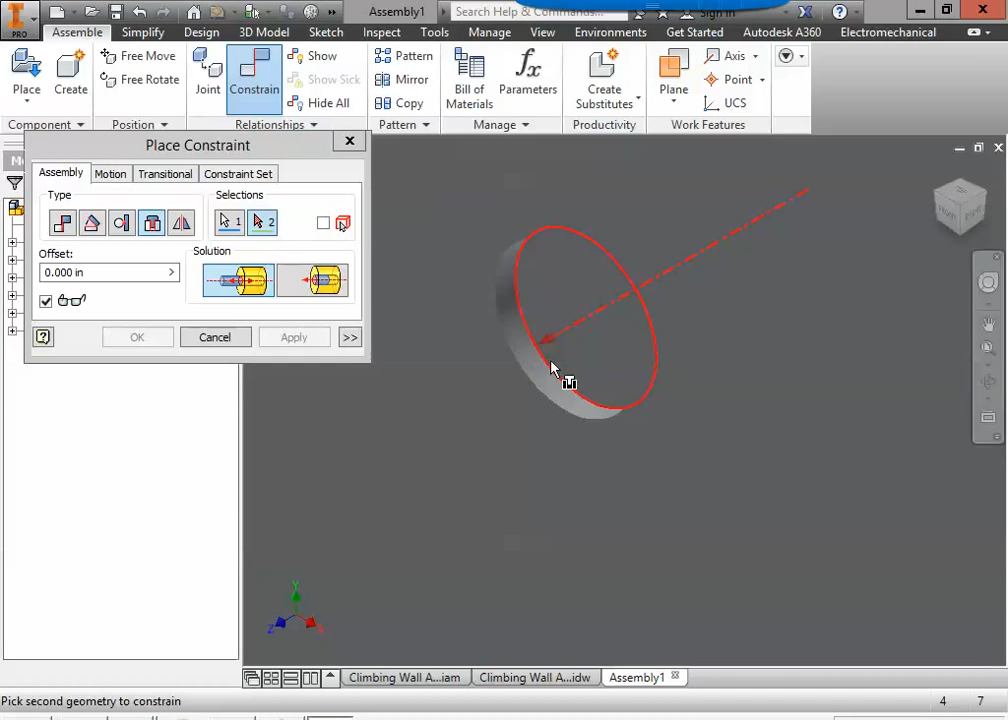 Assembly1 Search Help & Commands... Sign In
PRO Assemble Simplify Design 3D Model Sketch Inspect Tools Manage View Environments Get Started Autodesk A360 Electromechanical
Free Move Show Pattern Axis
Free Rotate Show Sick Mirror Point
Place Create Joint Constrain Hide All Copy Bill of Materials fx Parameters Create Substitutes Plane UCS
Component Position Relationships Pattern Manage Productivity Work Features
Place Constraint
Assembly Motion Transitional Constraint Set
Type Selections
1 2
Offset: Solution
0.000 in
OK Cancel Apply >>
Y
Z X
Climbing Wall A...iam Climbing Wall A...idw Assembly1
Pick second geometry to constrain 4 7